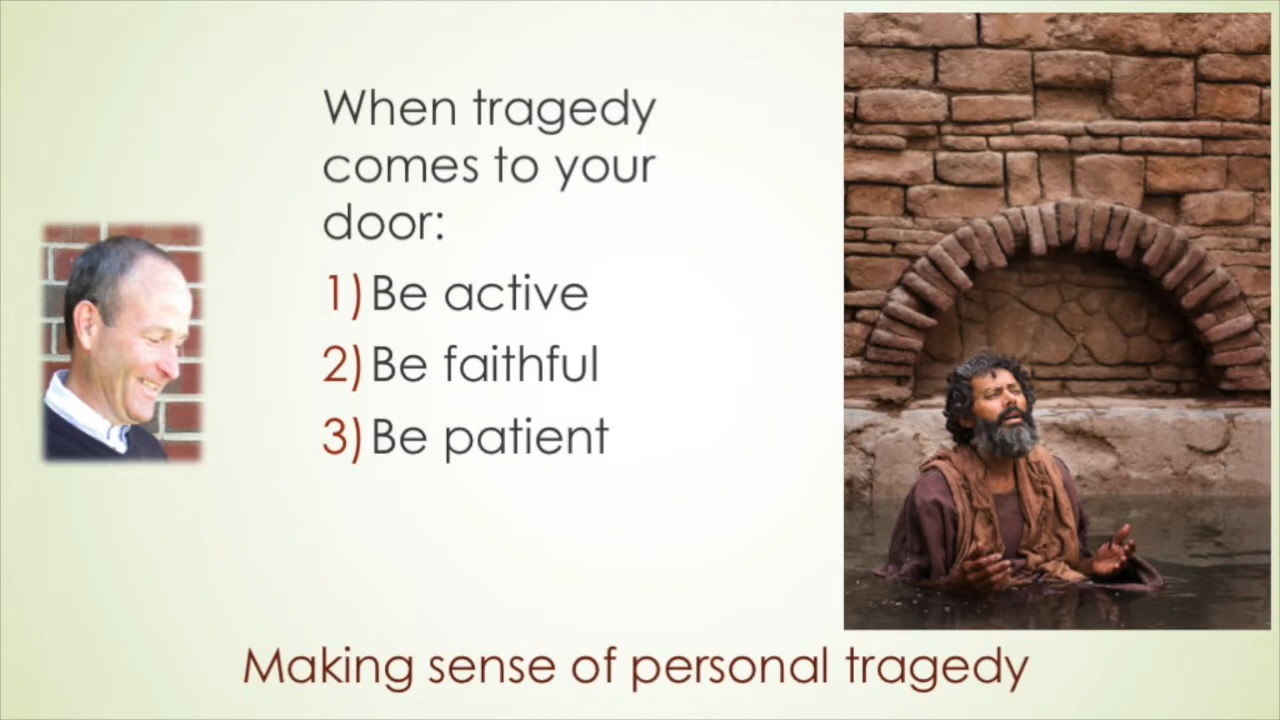 When tragedy
comes to your
door:
1) Be active
2) Be faithful
3) Be patient
Making sense of personal tragedy